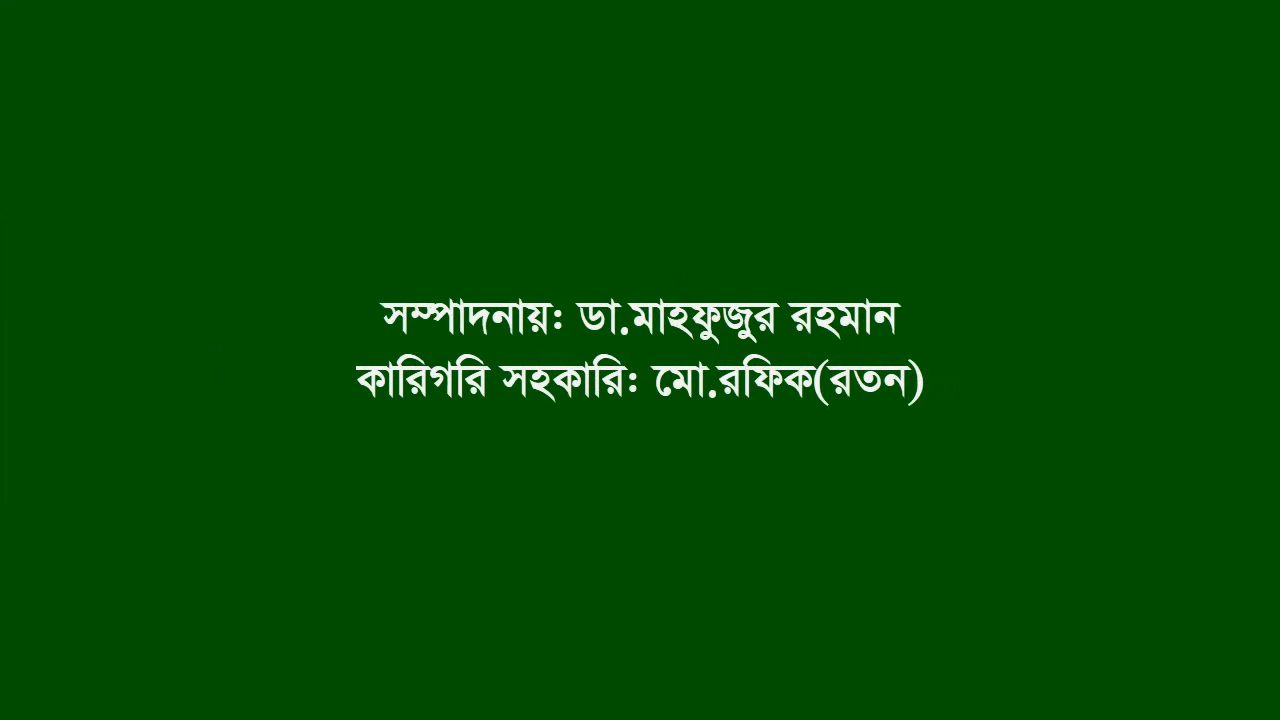 সম্পাদনায়: ডা.মাহফুজুর রহমান
কারিগরি সহকারি: মো.রফিক(রতন)